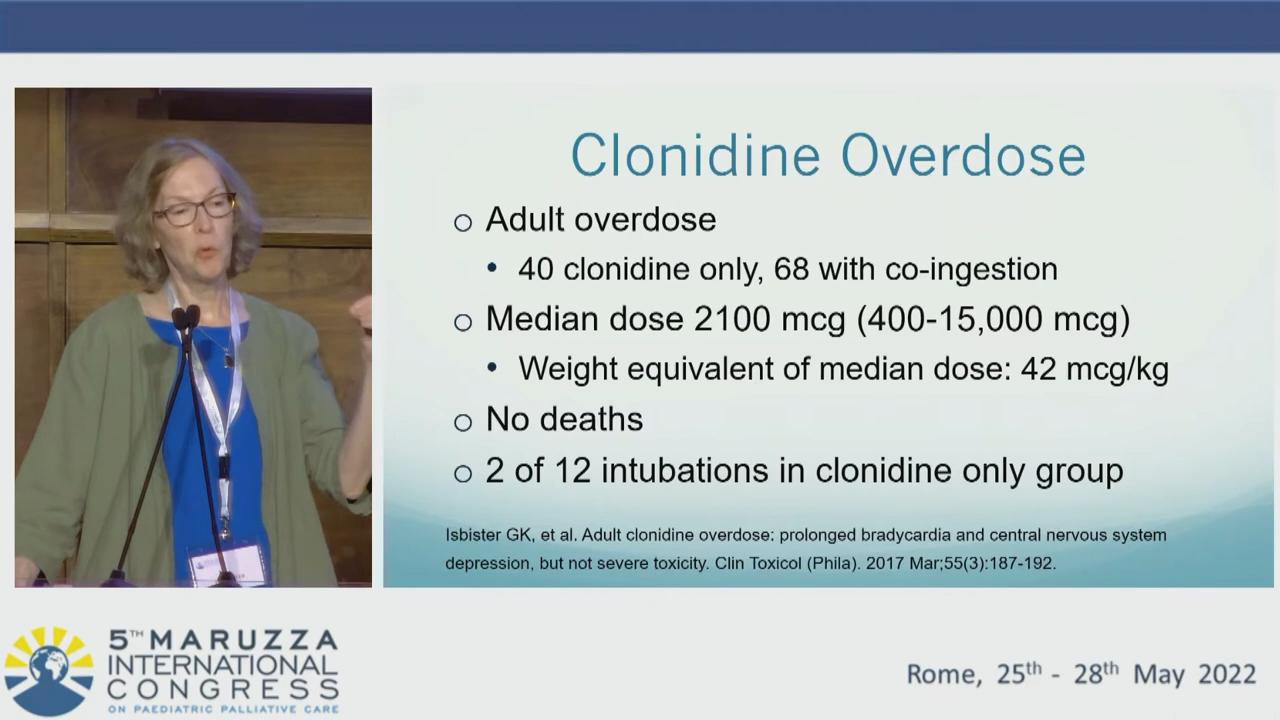 Clonidine Overdose
Adult overdose
40 clonidine only, 68 with co-ingestion
Median dose 2100 mcg (400-15,000 mcg)
Weight equivalent of median dose: 42 mcg/kg
No deaths
2 of 12 intubations in clonidine only group
Isbister GK, et al. Adult clonidine overdose: prolonged bradycardia and central nervous system
depression, but not severe toxicity. Clin Toxicol (Phila). 2017 Mar;55(3):187-192.
5TH MARUZZA
INTERNATIONAL
CONGRESS
ON PAEDIATRIC PALLIATIVE CARE
Rome, 25th - 28th May 2022